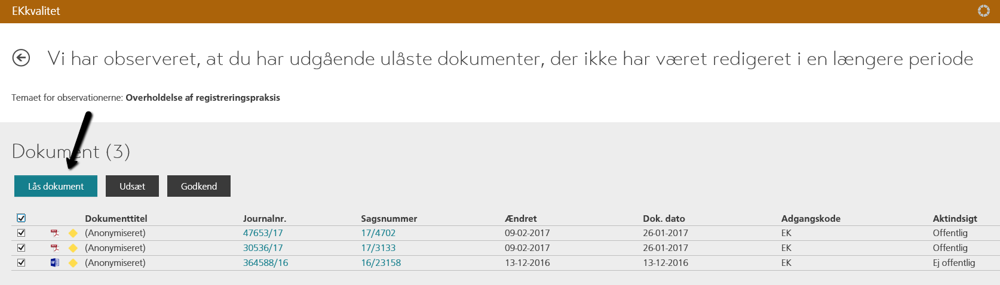 EKkvalitet
Vi har observeret, at du har udgående ulåste dokumenter, der ikke har været redigeret i en længere periode
Temaet for observationerne: Overholdelse af registreringspraksis
Dokument (3)
Lås dokument Udsæt Godkend
Dokumenttitel Journalnr. Sagsnummer Ændret Dok. dato Adgangskode Aktindsigt
(Anonymiseret) 47653/17 17/4702 09-02-2017 26-01-2017 EK Offentlig
(Anonymiseret) 30536/17 17/3133 09-02-2017 26-01-2017 EK Offentlig
(Anonymiseret) 364588/16 16/23158 13-12-2016 13-12-2016 EK Ej offentlig